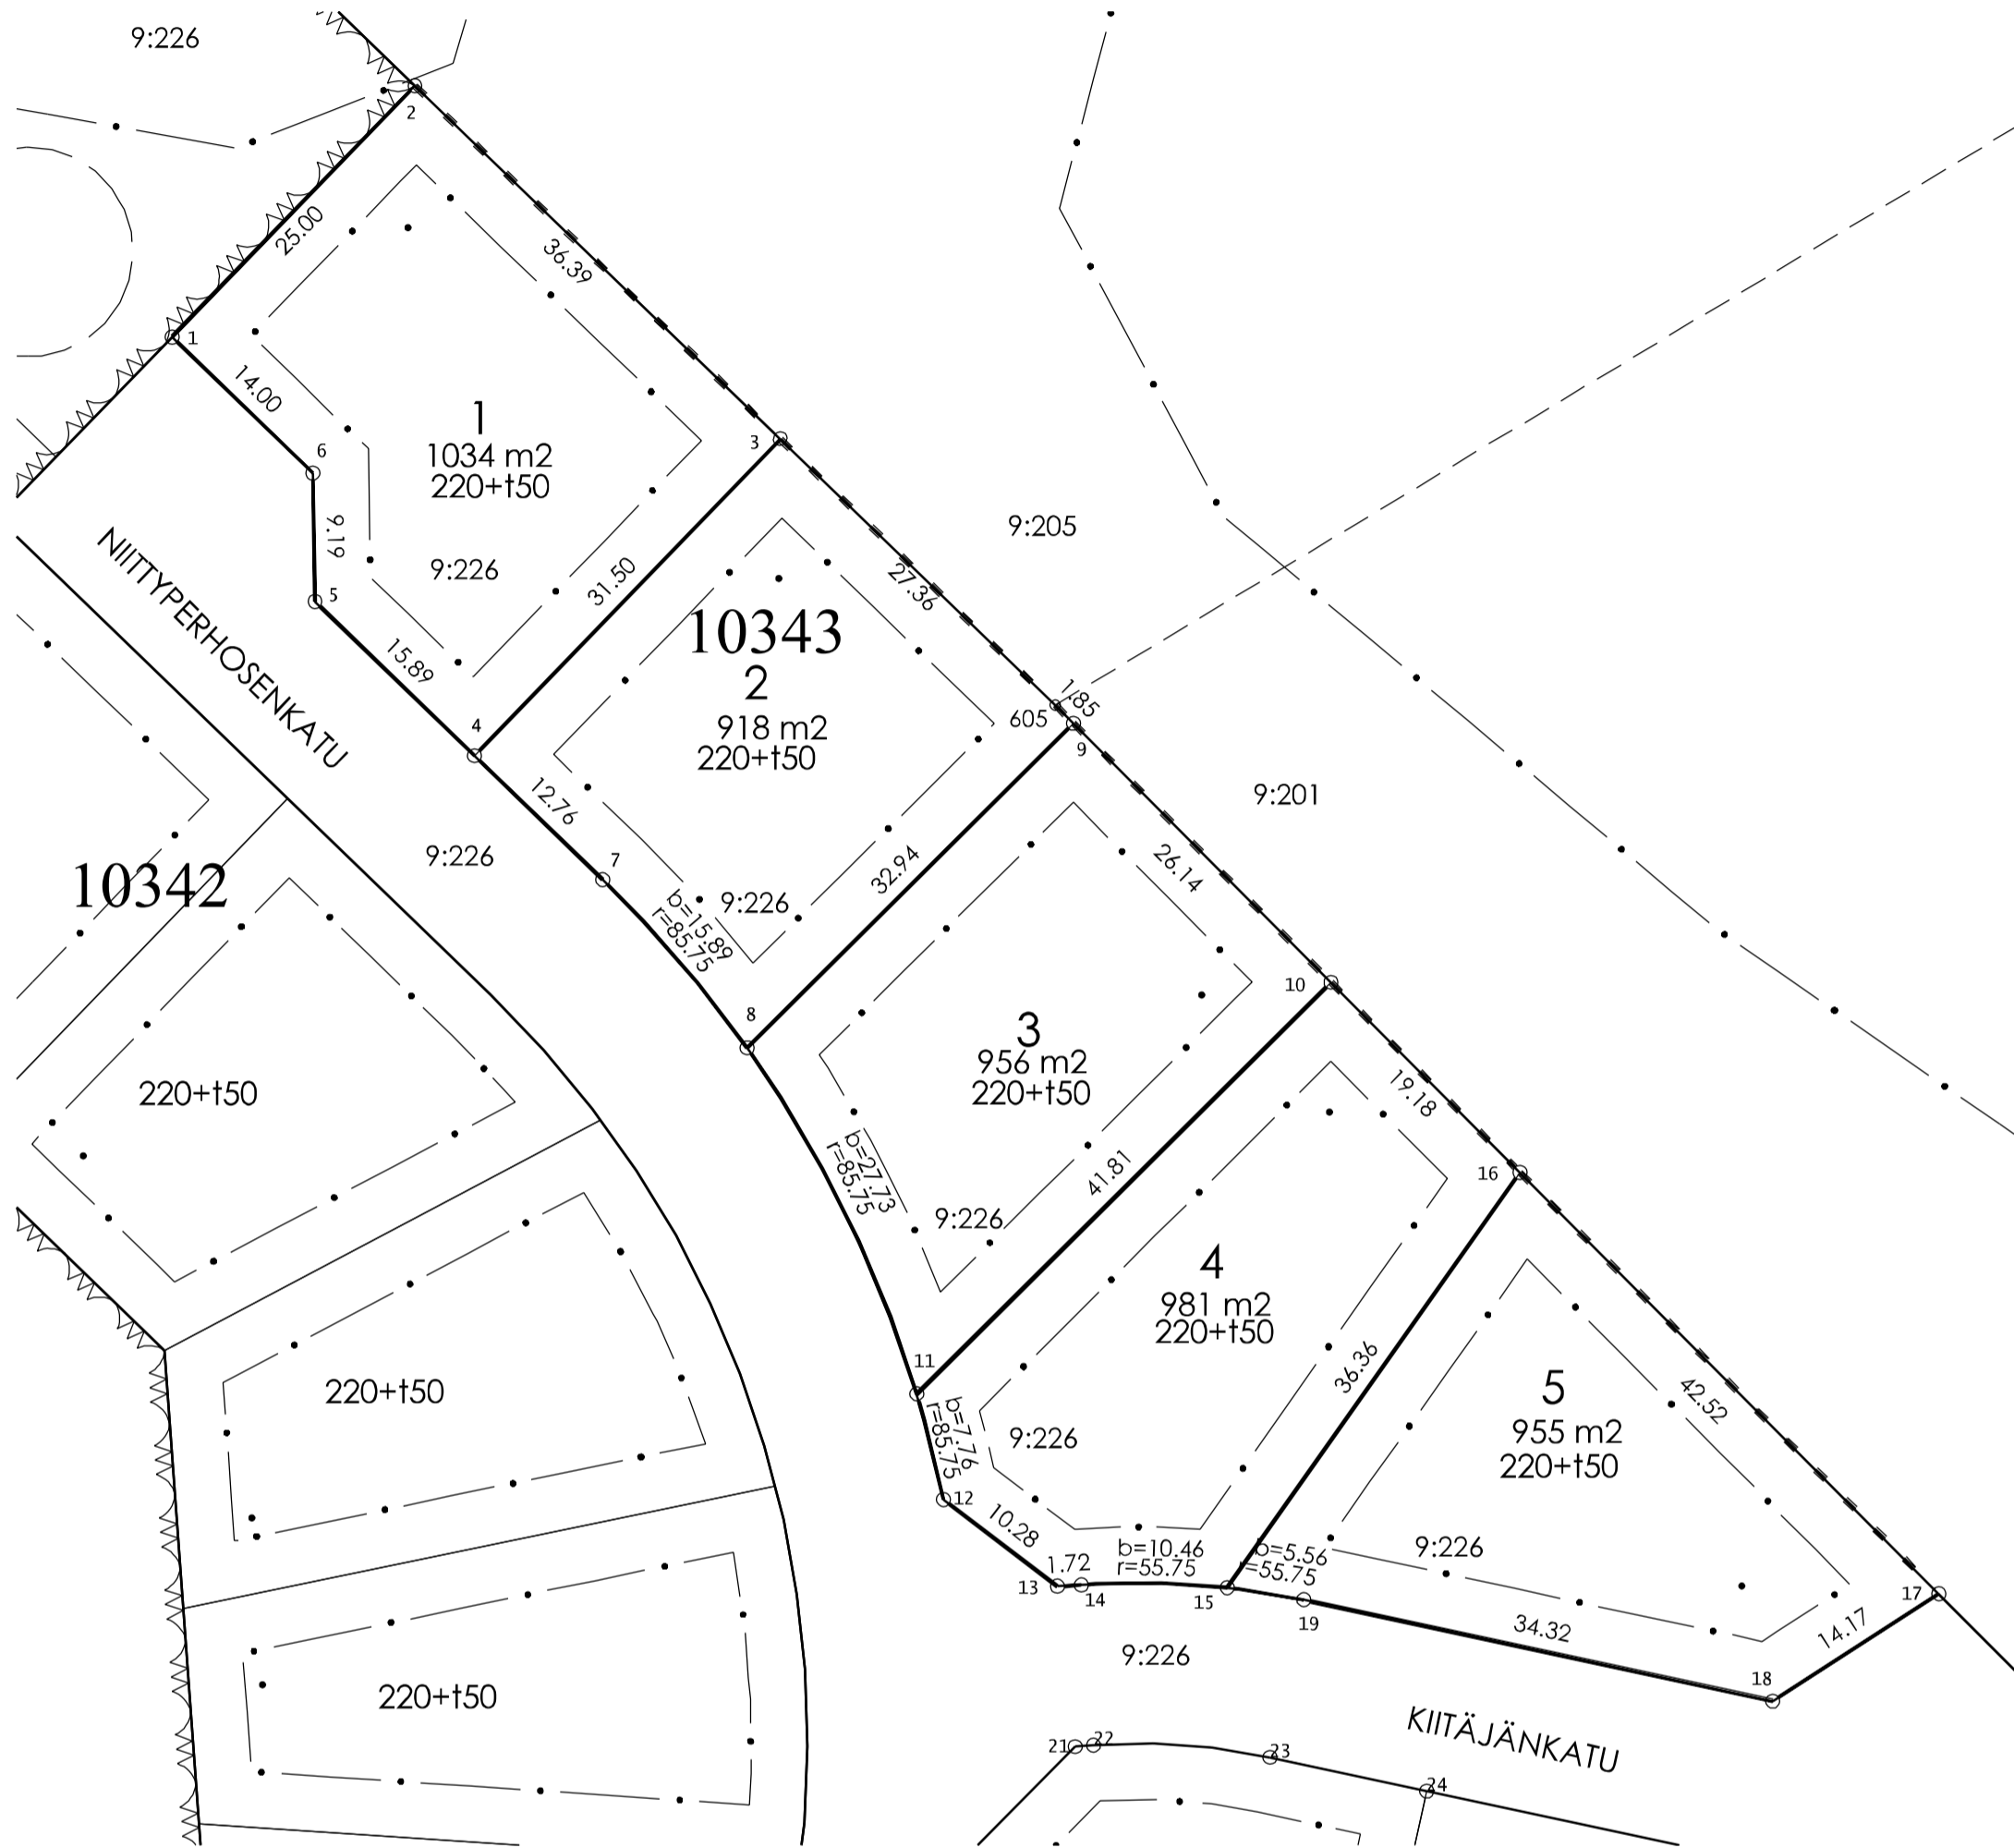 9:226
2
25.00
36.39
1
14.00
1
1034 m2
220+t50
3
6
9.19
9:226
9:205
31.50
27.36
5
NIITTYPERHOSENKATU
15.89
10343
2
918 m2
220+t50
4
1.85
605
9
9:201
12.76
9:226
7
10342
b=15.89
r=85.75
9:226
32.94
26.14
8
10
3
956 m2
220+t50
220+t50
19.18
b=27.73
r=85.75
9:226
41.81
16
4
981 m2
220+t50
11
36.36
220+t50
b=7.76
r=85.75
9:226
5
955 m2
220+t50
42.52
12
10.28
1.72
b=10.46
r=55.75
b=5.56
=55.75
9:226
13
14
15
19
17
34.32
14.17
9:226
18
220+t50
KIITÄJÄNKATU
21
22
23
24